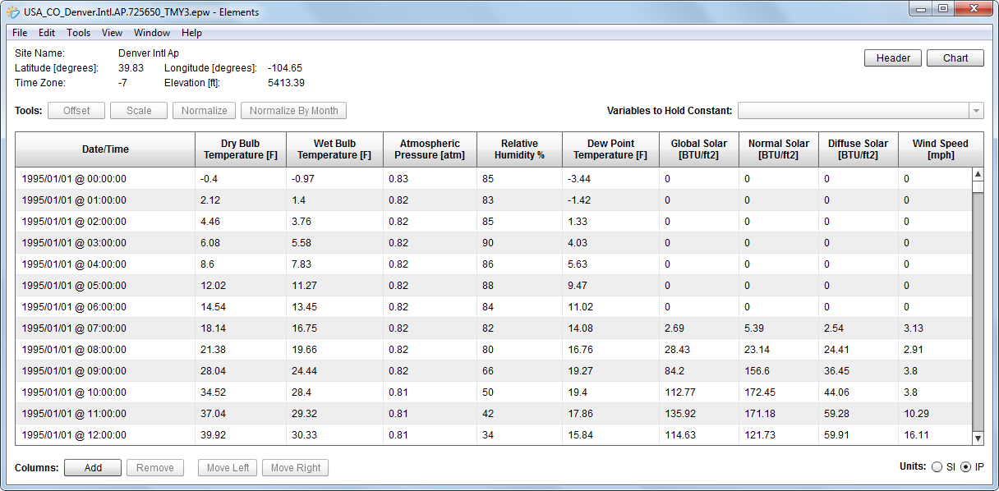 USA_CO_Denver.Intl.AP.725650_TMY3.epw - Elements
File Edit Tools View Window Help
Site Name: Denver Intl Ap
Latitude [degrees]: 39.83 Longitude [degrees]: -104.65
Time Zone: -7 Elevation [ft]: 5413.39
Header Chart
Tools: Offset Scale Normalize Normalize By Month Variables to Hold Constant:
Date/Time Dry Bulb Temperature [F] Wet Bulb Temperature [F] Atmospheric Pressure [atm] Relative Humidity % Dew Point Temperature [F] Global Solar [BTU/ft2] Normal Solar [BTU/ft2] Diffuse Solar [BTU/ft2] Wind Speed [mph]
1995/01/01 @ 00:00:00 -0.4 -0.97 0.83 85 -3.44 0 0 0 0
1995/01/01 @ 01:00:00 2.12 1.4 0.82 83 -1.42 0 0 0 0
1995/01/01 @ 02:00:00 4.46 3.76 0.82 85 1.33 0 0 0 0
1995/01/01 @ 03:00:00 6.08 5.58 0.82 90 4.03 0 0 0 0
1995/01/01 @ 04:00:00 8.6 7.83 0.82 86 5.63 0 0 0 0
1995/01/01 @ 05:00:00 12.02 11.27 0.82 88 9.47 0 0 0 0
1995/01/01 @ 06:00:00 14.54 13.45 0.82 84 11.02 0 0 0 0
1995/01/01 @ 07:00:00 18.14 16.75 0.82 82 14.08 2.69 5.39 2.54 3.13
1995/01/01 @ 08:00:00 21.38 19.66 0.82 80 16.76 28.43 23.14 24.41 2.91
1995/01/01 @ 09:00:00 28.04 24.44 0.82 66 19.27 84.2 156.6 36.45 3.8
1995/01/01 @ 10:00:00 34.52 28.4 0.81 50 19.4 112.77 172.45 44.06 3.8
1995/01/01 @ 11:00:00 37.04 29.32 0.81 42 17.86 135.92 171.18 59.28 10.29
1995/01/01 @ 12:00:00 39.92 30.33 0.81 34 15.84 114.63 121.73 59.91 16.11
Columns: Add Remove Move Left Move Right Units: SI IP